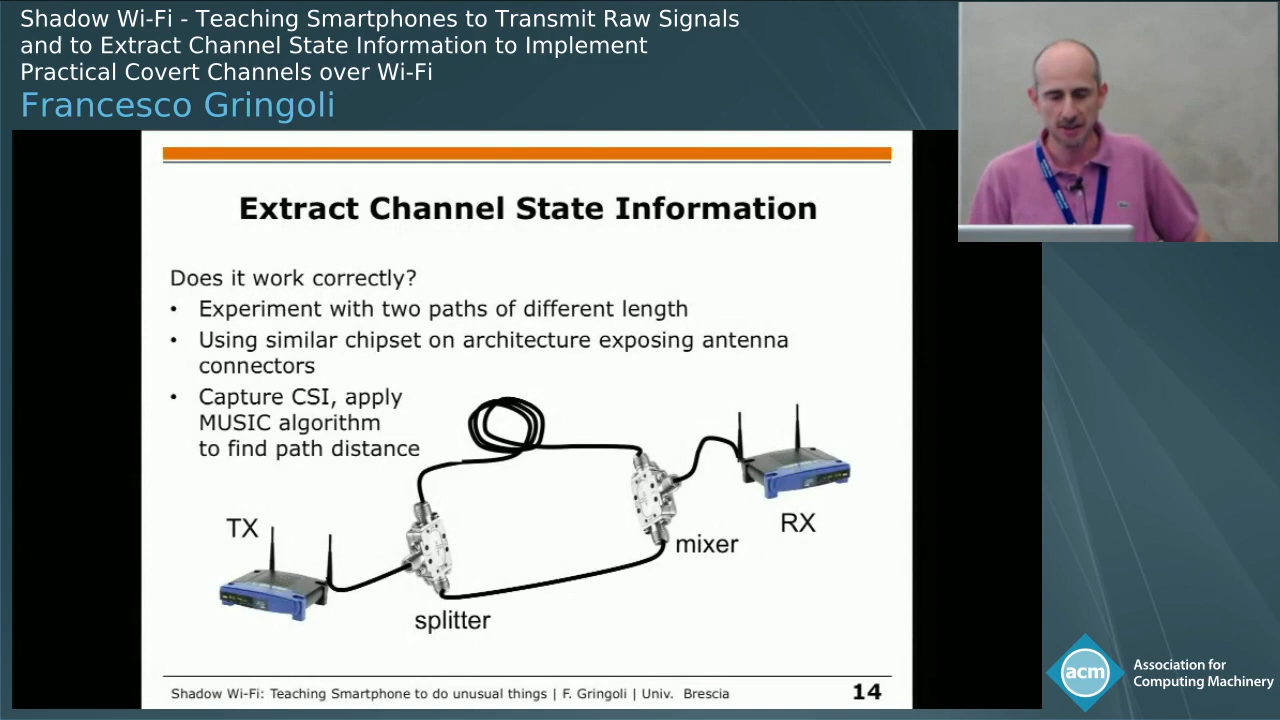 Shadow Wi-Fi - Teaching Smartphones to Transmit Raw Signals
and to Extract Channel State Information to Implement
Practical Covert Channels over Wi-Fi
Francesco Gringoli
Extract Channel State Information
Does it work correctly?
• Experiment with two paths of different length
• Using similar chipset on architecture exposing antenna
connectors
• Capture CSI, apply
MUSIC algorithm
to find path distance
TX
splitter
mixer
RX
Shadow Wi-Fi: Teaching Smartphone to do unusual things | F. Gringoli | Univ. Brescia
14
acm
Association for
Computing Machinery